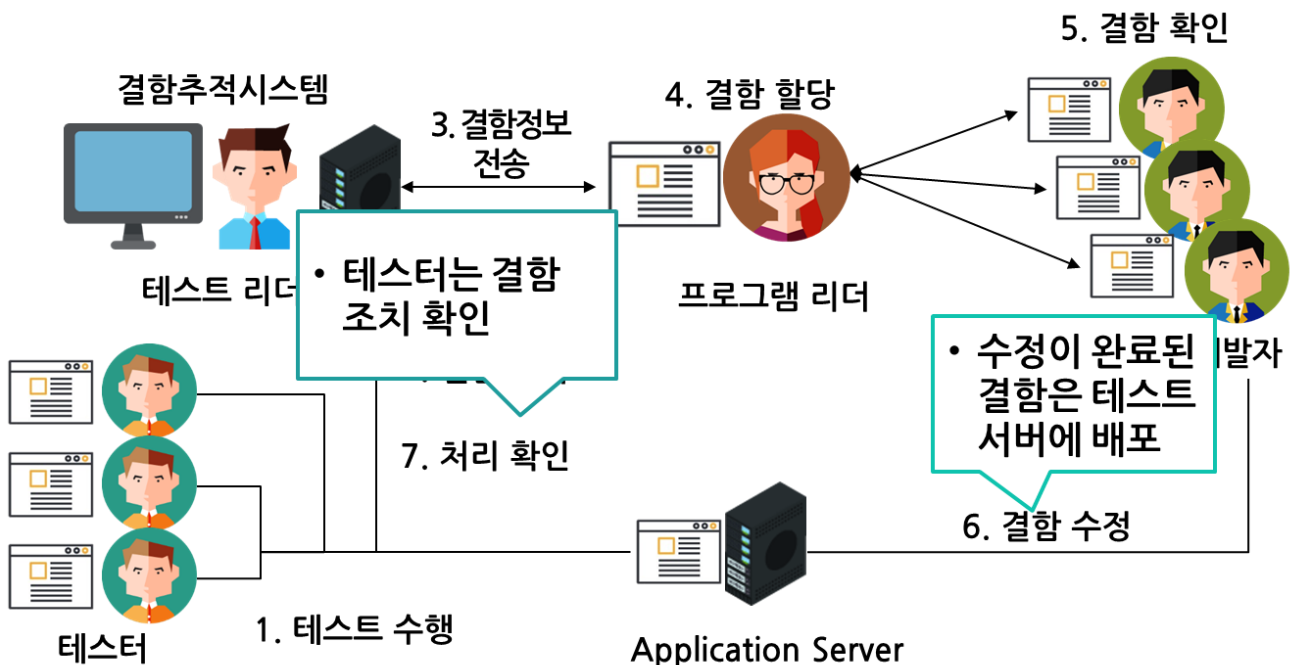 5. 결함 확인
결함추적시스템
4. 결함 할당
3. 결함정보
전송
테스트 리더
• 테스터는 결함
조치 확인
프로그램 리더
• 수정이 완료된
결함은 테스트
서버에 배포
7. 처리 확인
6. 결함 수정
1. 테스트 수행
테스터
Application Server